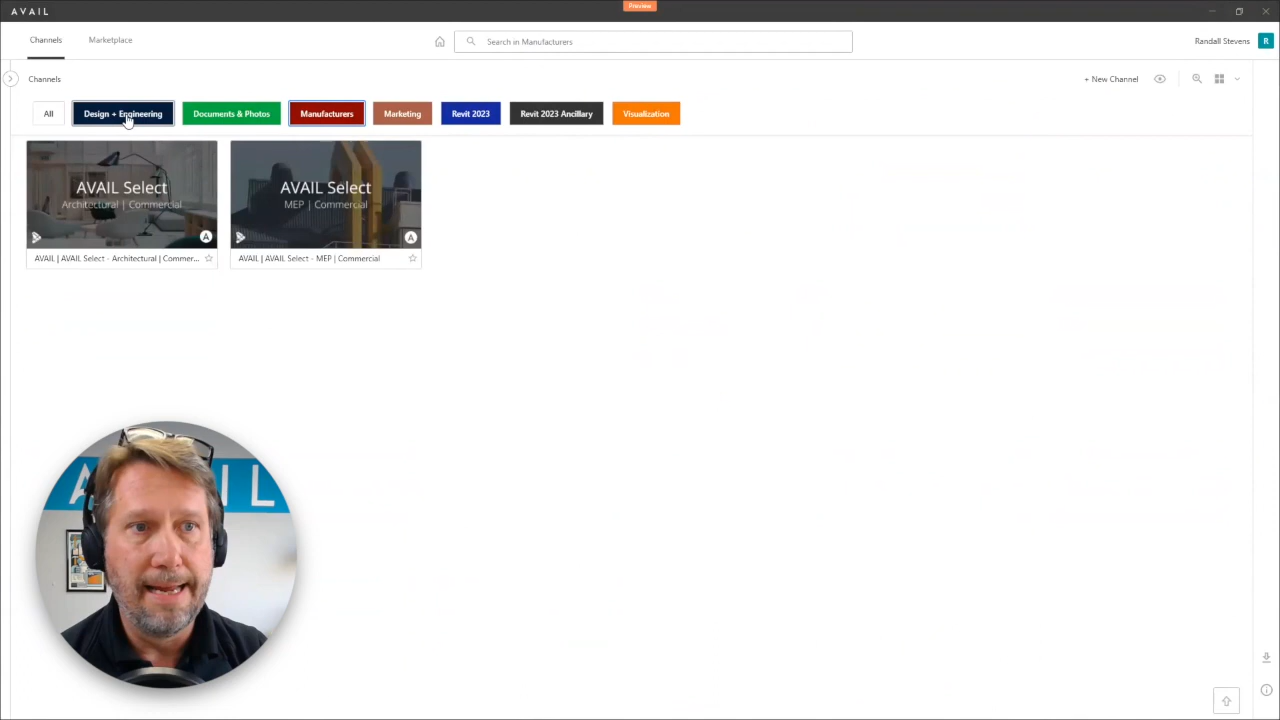 AVAIL
Preview
Channels
Marketplace
Search in Manufacturers
Randall Stevens
R
Channels
+ New Channel
All
Design + Engineering
Documents & Photos
Manufacturers
Marketing
Revit 2023
Revit 2023 Ancillary
Visualization
AVAIL Select
Architectural | Commercial
A
AVAIL | AVAIL Select - Architectural | Commer...
AVAIL Select
MEP | Commercial
A
AVAIL | AVAIL Select - MEP | Commercial